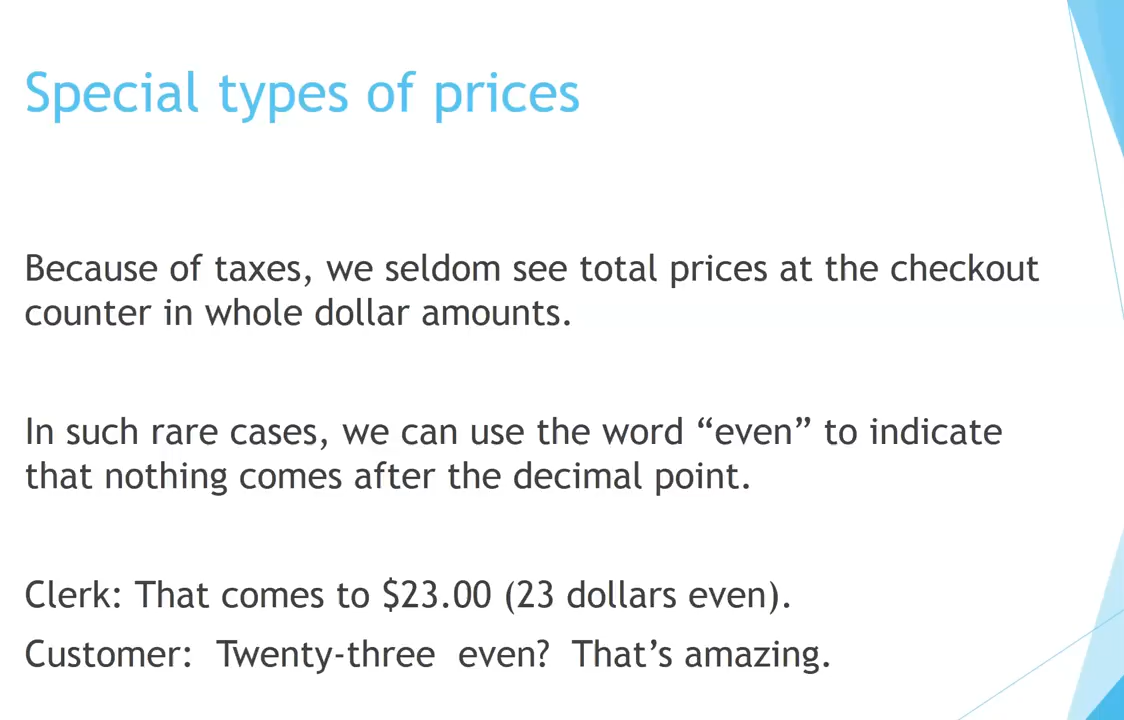 Special types of prices
Because of taxes, we seldom see total prices at the checkout
counter in whole dollar amounts.
In such rare cases, we can use the word “even” to indicate
that nothing comes after the decimal point.
Clerk: That comes to $23.00 (23 dollars even).
Customer:  Twenty-three  even?  That’s amazing.